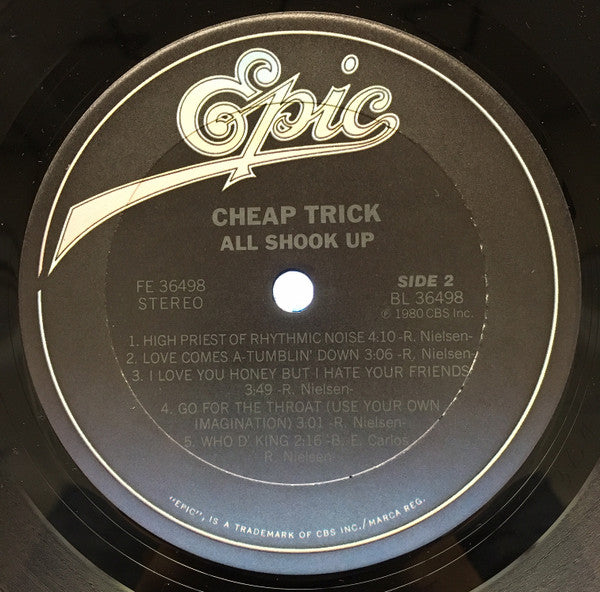 Epic
CHEAP TRICK
ALL SHOOK UP
FE 36498
STEREO
SIDE 2
BL 36498
℗ 1980 CBS Inc.
1. HIGH PRIEST OF RHYTHMIC NOISE 4:10 -R. Nielsen-
2. LOVE COMES A-TUMBLIN' DOWN 3:06 -R. Nielsen-
3. I LOVE YOU HONEY BUT I HATE YOUR FRIENDS
3:49 -R. Nielsen-
4. GO FOR THE THROAT (USE YOUR OWN
IMAGINATION) 3:01 -R. Nielsen-
5. WHO D' KING 2:16 -B. E. Carlos
R. Nielsen-
"EPIC", IS A TRADEMARK OF CBS INC./MARCA REG.